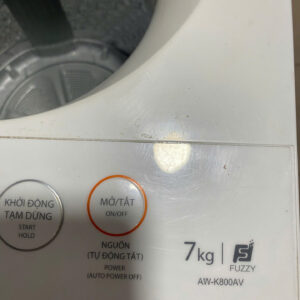 KHỞI ĐỘNG
TẠM DỪNG
START
HOLD
MỞ/TẮT
ON/OFF
NGUỒN
(TỰ ĐỘNG TẮT)
POWER
(AUTO POWER OFF)
7kg
FUZZY
AW-K800AV